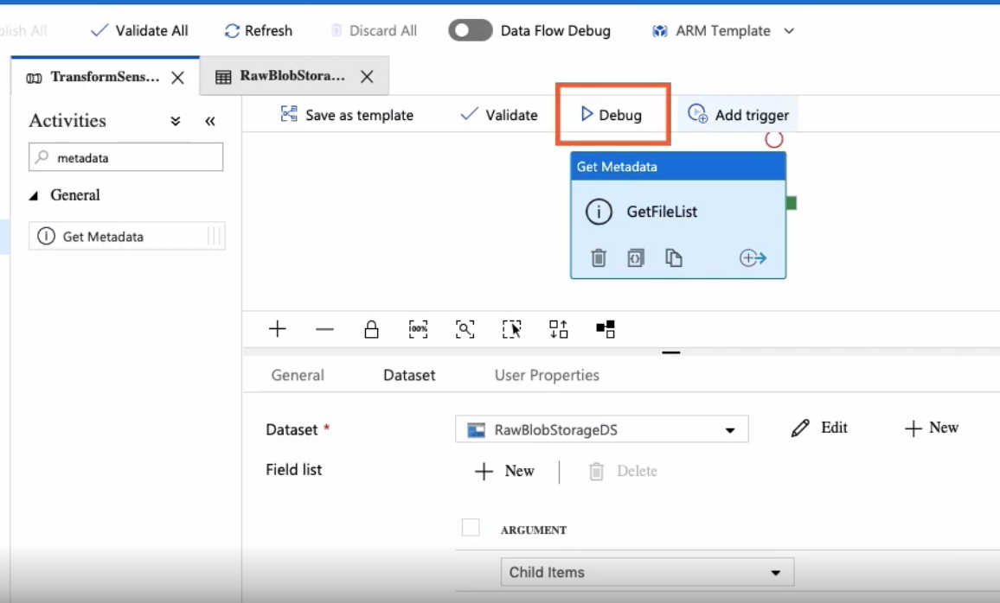 Validate All Refresh Discard All Data Flow Debug ARM Template
TransformSens... RawBlobStora...
Activities
Save as template Validate Debug Add trigger
metadata
Get Metadata
General
GetFileList
Get Metadata
100%
General Dataset User Properties
Dataset * RawBlobStorageDS Edit New
Field list New Delete
ARGUMENT
Child Items